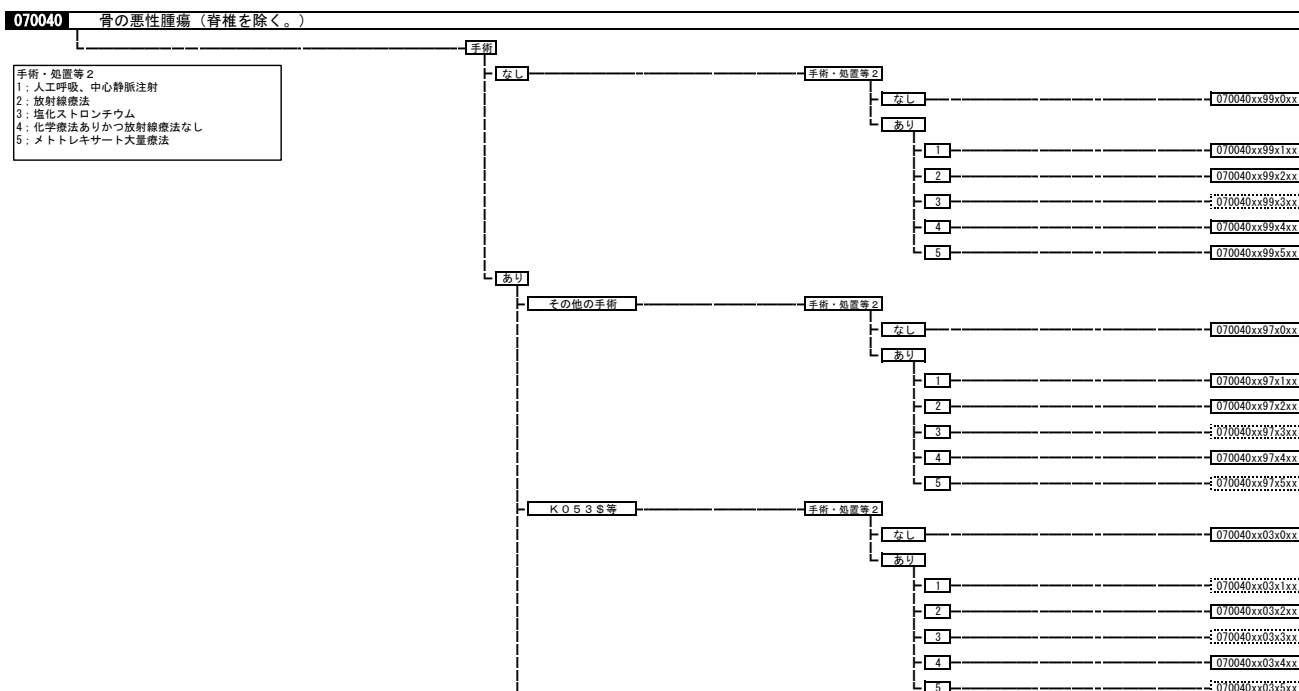 070040 骨の悪性腫瘍（脊椎を除く。）
手術
手術・処置等２
1；人工呼吸、中心静脈注射
2；放射線療法
3；塩化ストロンチウム
4；化学療法ありかつ放射線療法なし
5；メトトレキサート大量療法
なし 手術・処置等２
なし 070040xx99x0xx
あり
1 070040xx99x1xx
2 070040xx99x2xx
3 070040xx99x3xx
4 070040xx99x4xx
5 070040xx99x5xx
あり
その他の手術 手術・処置等２
なし 070040xx97x0xx
あり
1 070040xx97x1xx
2 070040xx97x2xx
3 070040xx97x3xx
4 070040xx97x4xx
5 070040xx97x5xx
Ｋ０５３＄等 手術・処置等２
なし 070040xx03x0xx
あり
1 070040xx03x1xx
2 070040xx03x2xx
3 070040xx03x3xx
4 070040xx03x4xx
5 070040xx03x5xx